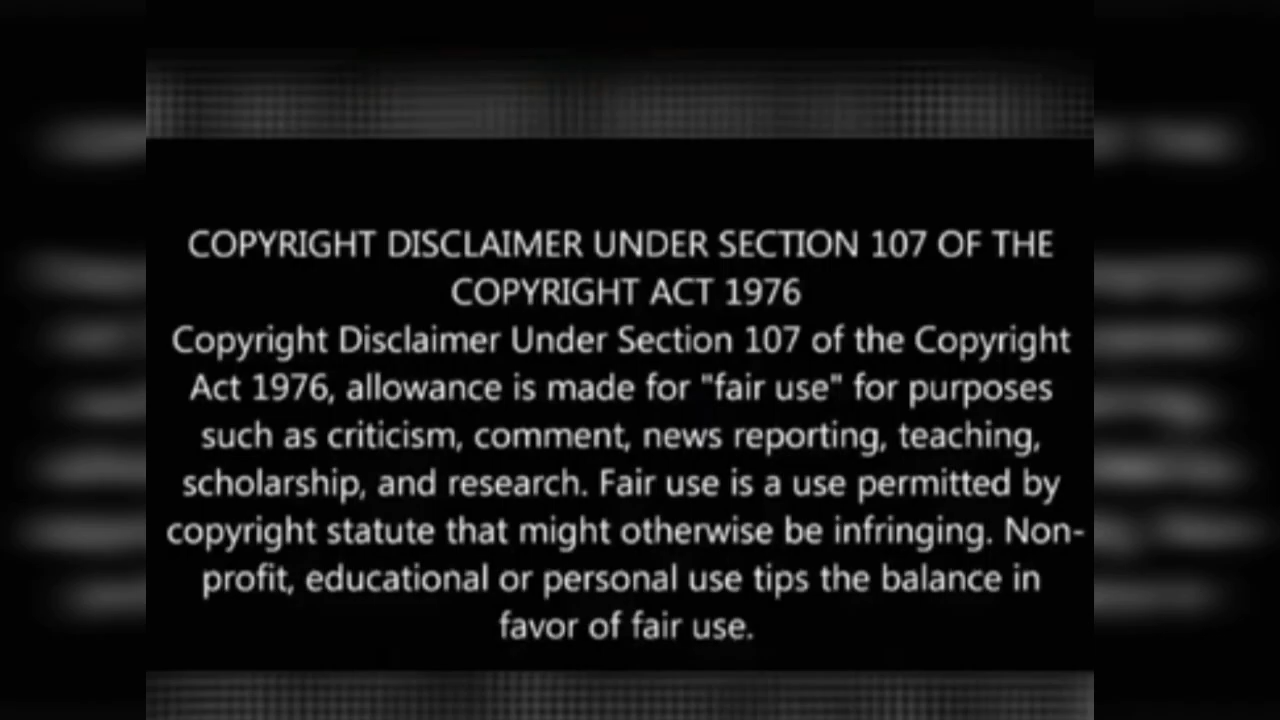 COPYRIGHT DISCLAIMER UNDER SECTION 107 OF THE
COPYRIGHT ACT 1976
Copyright Disclaimer Under Section 107 of the Copyright
Act 1976, allowance is made for "fair use" for purposes
such as criticism, comment, news reporting, teaching,
scholarship, and research. Fair use is a use permitted by
copyright statute that might otherwise be infringing. Non-
profit, educational or personal use tips the balance in
favor of fair use.